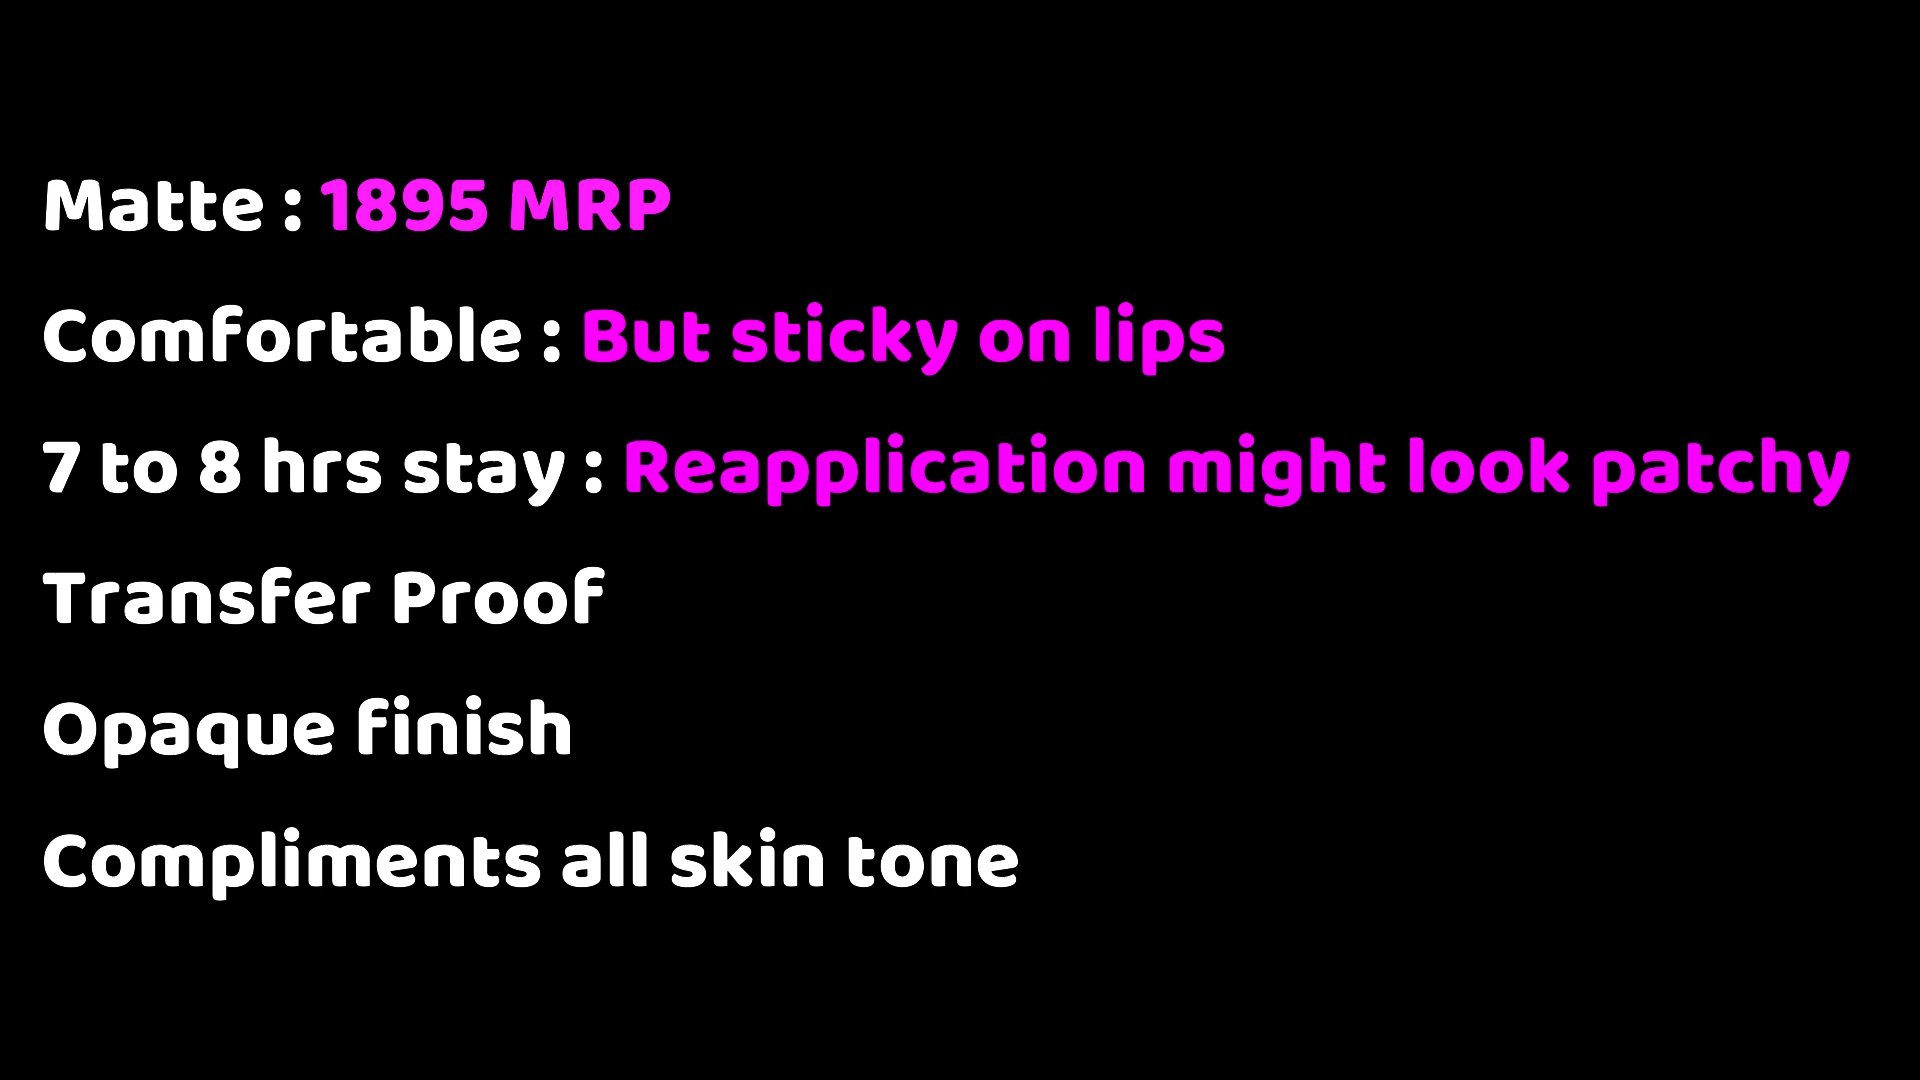 Matte : 1895 MRP
Comfortable : But sticky on lips
7 to 8 hrs stay : Reapplication might look patchy
Transfer Proof
Opaque finish
Compliments all skin tone